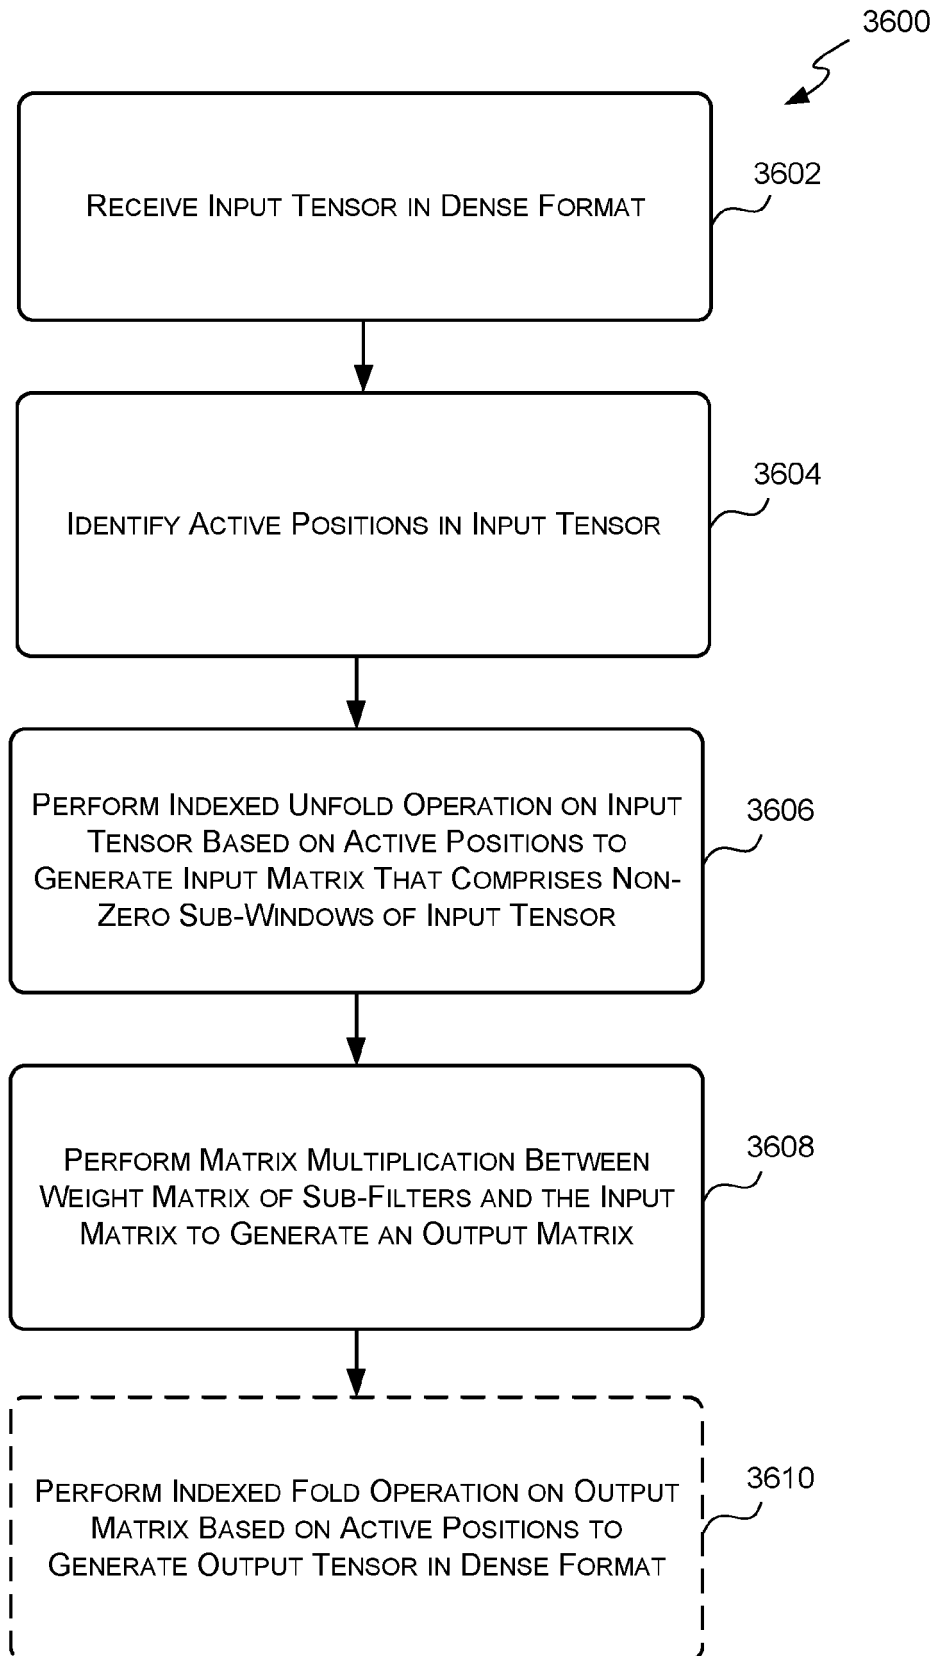 3600
RECEIVE INPUT TENSOR IN DENSE FORMAT
3602
IDENTIFY ACTIVE POSITIONS IN INPUT TENSOR
3604
PERFORM INDEXED UNFOLD OPERATION ON INPUT
TENSOR BASED ON ACTIVE POSITIONS TO
GENERATE INPUT MATRIX THAT COMPRISES NON-
ZERO SUB-WINDOWS OF INPUT TENSOR
3606
PERFORM MATRIX MULTIPLICATION BETWEEN
WEIGHT MATRIX OF SUB-FILTERS AND THE INPUT
MATRIX TO GENERATE AN OUTPUT MATRIX
3608
PERFORM INDEXED FOLD OPERATION ON OUTPUT
MATRIX BASED ON ACTIVE POSITIONS TO
GENERATE OUTPUT TENSOR IN DENSE FORMAT
3610